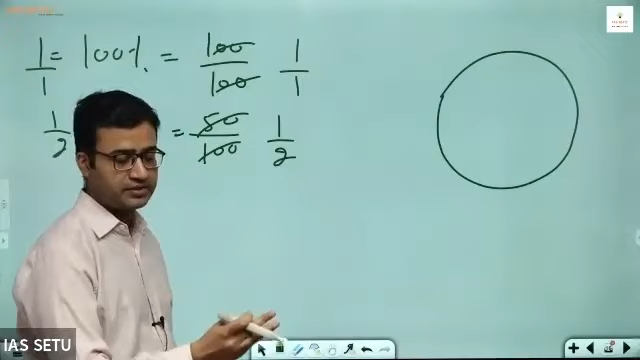 1/1 = 100% = 100/100 1/1
1/2 = 50/100 1/2
IAS SETU